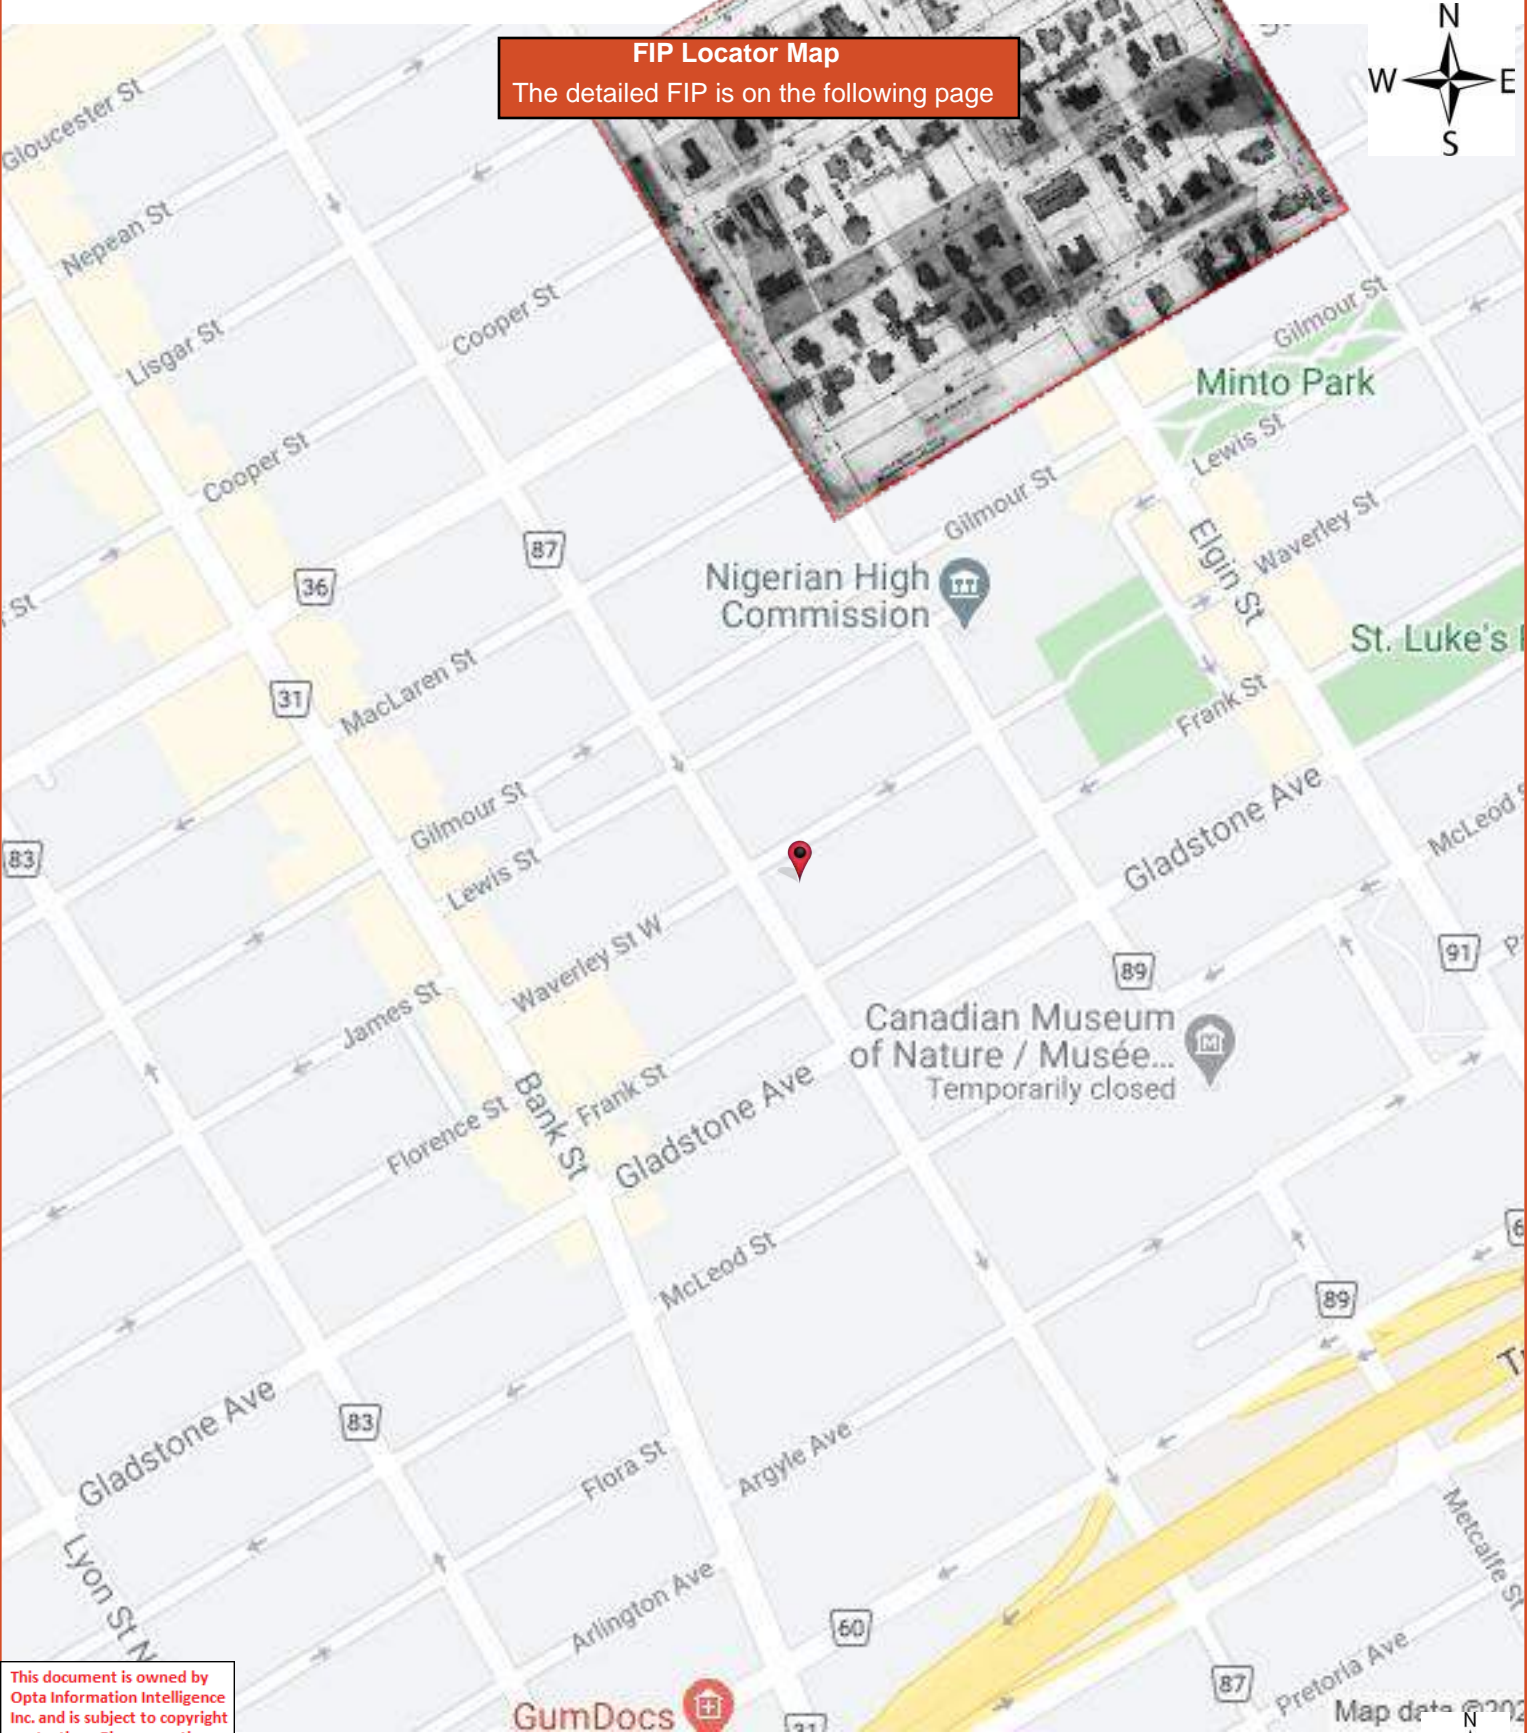 N
W E
S
FIP Locator Map
The detailed FIP is on the following page
Gloucester St
Nepean St
Lisgar St
Cooper St
Cooper St
Gilmour St
Minto Park
Lewis St
Gilmour St
Waverley St
Elgin St
87
36
St
Nigerian High
Commission
St. Luke's
31
MacLaren St
Frank St
Gladstone Ave
McLeod
Gilmour St
83
Lewis St
Waverley St W
89
91
James St
Canadian Museum
of Nature / Musée...
Temporarily closed
Bank St
Frank St
Florence St
Gladstone Ave
McLeod St
89
Gladstone Ave
83
Flora St
Argyle Ave
Metcalfe St
Lyon St N
Arlington Ave
60
87
Pretoria Ave
This document is owned by
Opta Information Intelligence
Inc. and is subject to copyright
GumDocs
31
Map data ©202
N